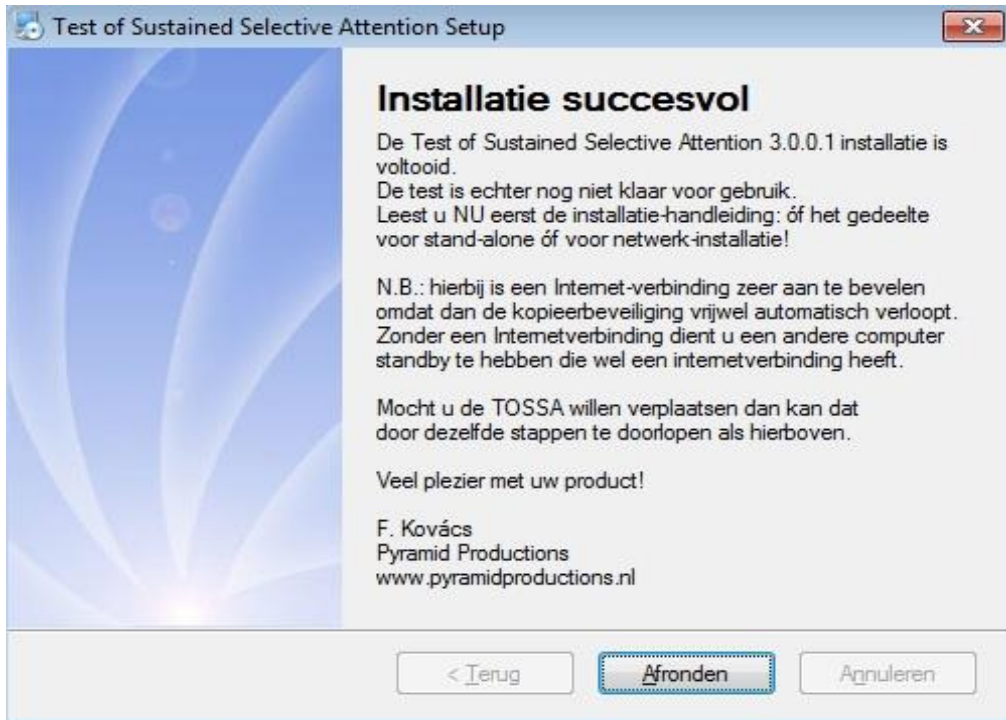 Test of Sustained Selective Attention Setup
Installatie succesvol
De Test of Sustained Selective Attention 3.0.0.1 installatie is
voltooid.
De test is echter nog niet klaar voor gebruik.
Leest u NU eerst de installatie-handleiding: óf het gedeelte
voor stand-alone óf voor netwerk-installatie!
N.B.: hierbij is een Internet-verbinding zeer aan te bevelen
omdat dan de kopieerbeveiliging vrijwel automatisch verloopt.
Zonder een Internetverbinding dient u een andere computer
standby te hebben die wel een internetverbinding heeft.
Mocht u de TOSSA willen verplaatsen dan kan dat
door dezelfde stappen te doorlopen als hierboven.
Veel plezier met uw product!
F. Kovács
Pyramid Productions
www.pyramidproductions.nl
< Terug
Afronden
Annuleren